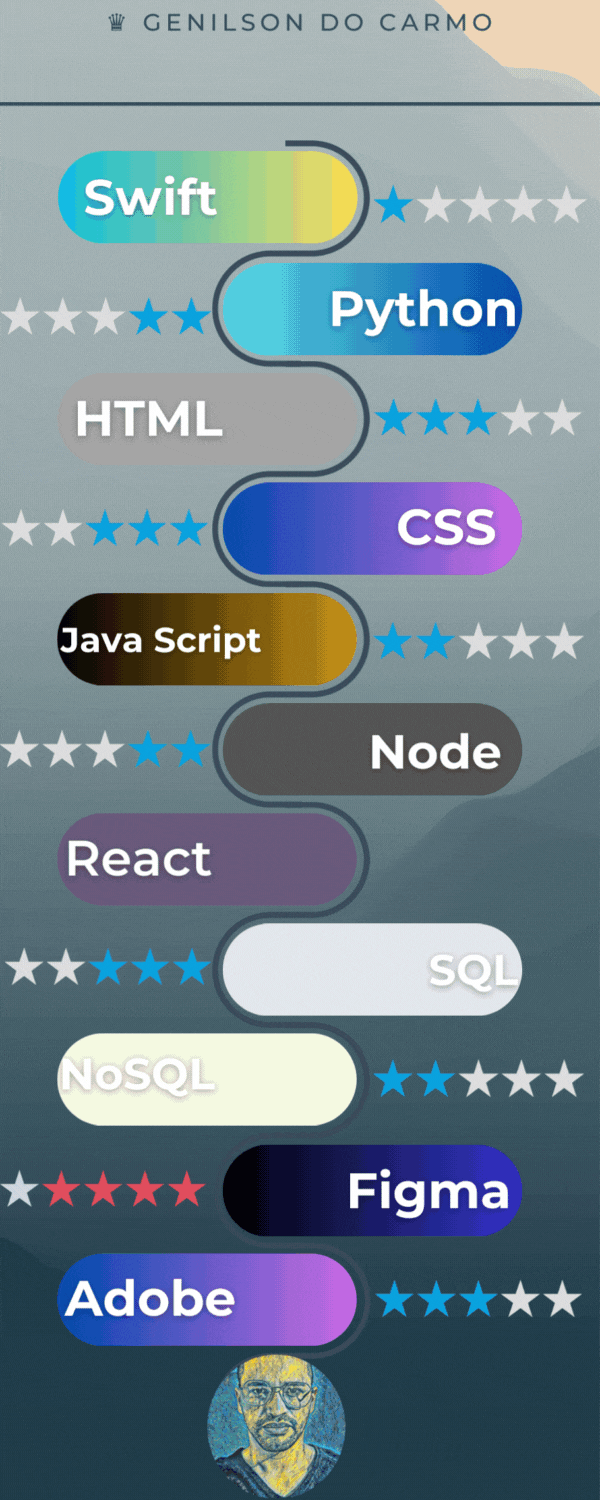 ♛ GENILSON DO CARMO
Swift
Python
HTML
CSS
Java Script
Node
React
SQL
NoSQL
Figma
Adobe